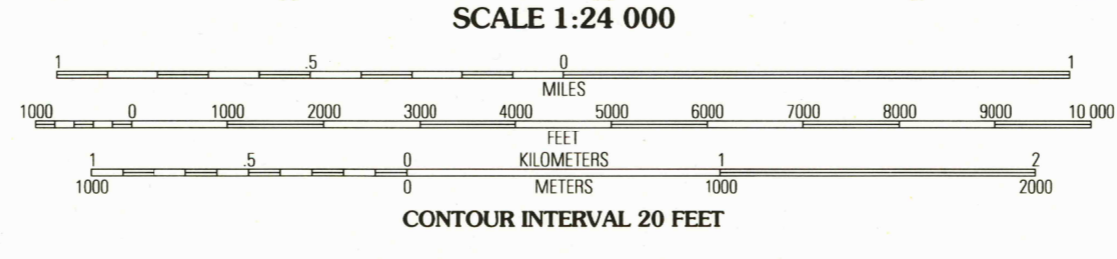 SCALE 1:24 000
1 .5 0 1
MILES
1000 0 1000 2000 3000 4000 5000 6000 7000 8000 9000 10 000
FEET
1 .5 0 KILOMETERS 1 2
1000 0 METERS 1000 2000
CONTOUR INTERVAL 20 FEET